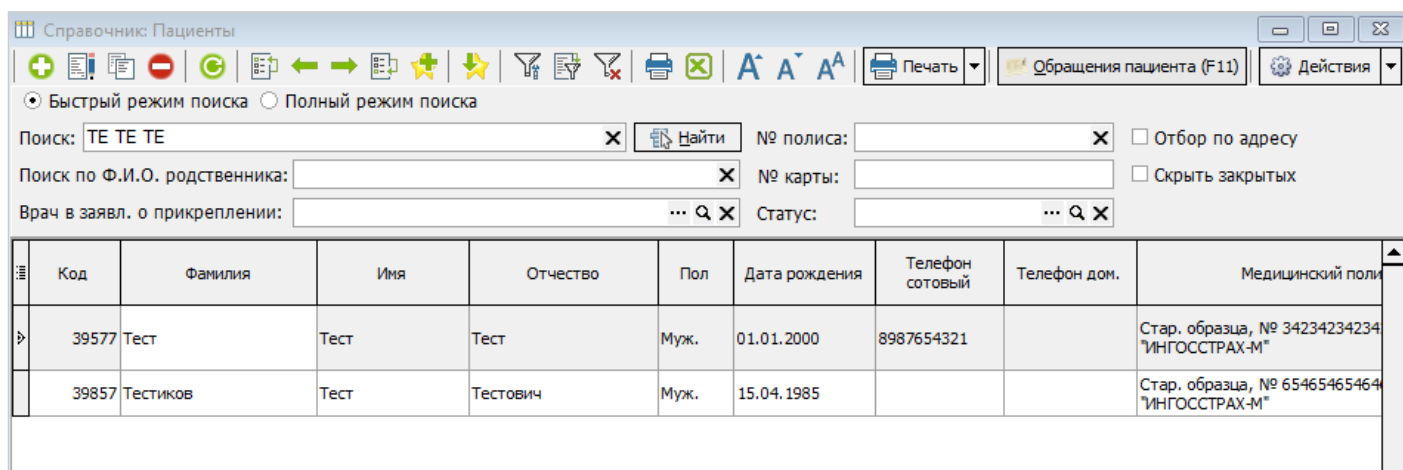 Справочник: Пациенты
A A A^A Печать Обращения пациента (F11) Действия
Быстрый режим поиска Полный режим поиска
Поиск: ТЕ ТЕ ТЕ Найти № полиса: Отбор по адресу
Поиск по Ф.И.О. родственника: № карты: Скрыть закрытых
Врач в заявл. о прикреплении: ... Статус: ...
Код Фамилия Имя Отчество Пол Дата рождения Телефон сотовый Телефон дом. Медицинский поли
39577 Тест Тест Тест Муж. 01.01.2000 8987654321 Стар. образца, № 34234234234
"ИНГОССТРАХ-М"
39857 Тестиков Тест Тестович Муж. 15.04.1985 Стар. образца, № 65465465464
"ИНГОССТРАХ-М"